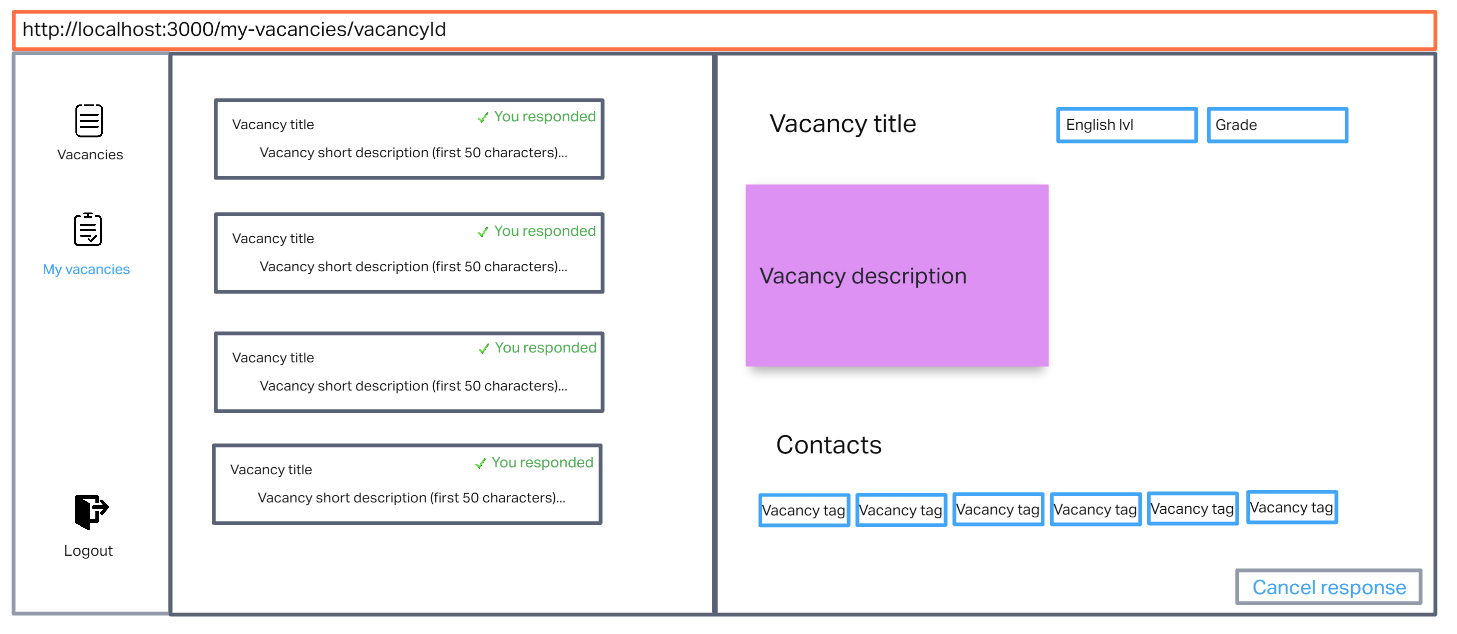 http://localhost:3000/my-vacancies/vacancyId
Vacancies
My vacancies
Logout
Vacancy title
You responded
Vacancy short description (first 50 characters)...
Vacancy title
You responded
Vacancy short description (first 50 characters)...
Vacancy title
You responded
Vacancy short description (first 50 characters)...
Vacancy title
You responded
Vacancy short description (first 50 characters)...
Vacancy title
English lvl
Grade
Vacancy description
Contacts
Vacancy tag
Vacancy tag
Vacancy tag
Vacancy tag
Vacancy tag
Vacancy tag
Cancel response